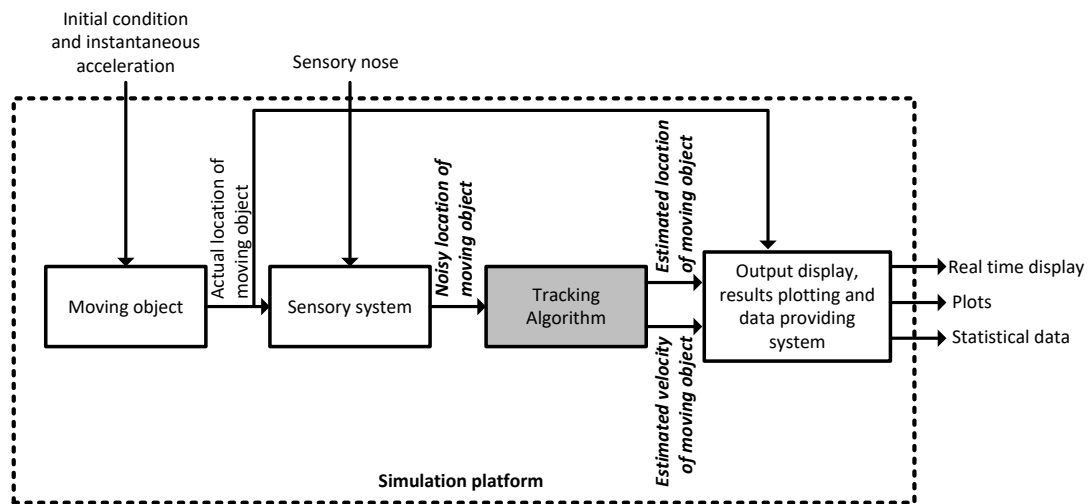 Initial condition
and instantaneous
acceleration
Sensory nose
Actual location of
moving object
Noisy location of
moving object
Estimated location
of moving object
Moving object
Sensory system
Tracking
Algorithm
Output display,
results plotting and
data providing
system
Real time display
Plots
Statistical data
Estimated velocity
of moving object
Simulation platform